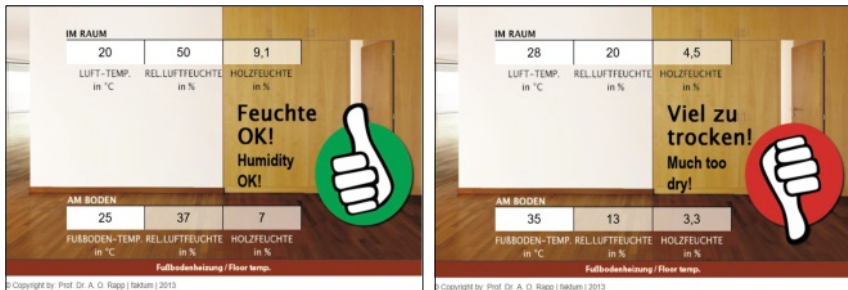 IM RAUM
20 50 9,1
LUFT-TEMP. REL.LUFTFEUCHTE HOLZFEUCHTE
in °C in % in %
Feuchte
OK!
Humidity
OK!
AM BODEN
25 37 7
FUßBODEN-TEMP. REL.LUFTFEUCHTE HOLZFEUCHTE
in °C in % in %
Fußbodenheizung / Floor temp.
© Copyright by: Prof. Dr. A. O. Rapp | faktum | 2013
IM RAUM
28 20 4,5
LUFT-TEMP. REL.LUFTFEUCHTE HOLZFEUCHTE
in °C in % in %
Viel zu
trocken!
Much too
dry!
AM BODEN
35 13 3,3
FUßBODEN-TEMP. REL.LUFTFEUCHTE HOLZFEUCHTE
in °C in % in %
Fußbodenheizung / Floor temp.
© Copyright by: Prof. Dr. A. O. Rapp | faktum | 2013